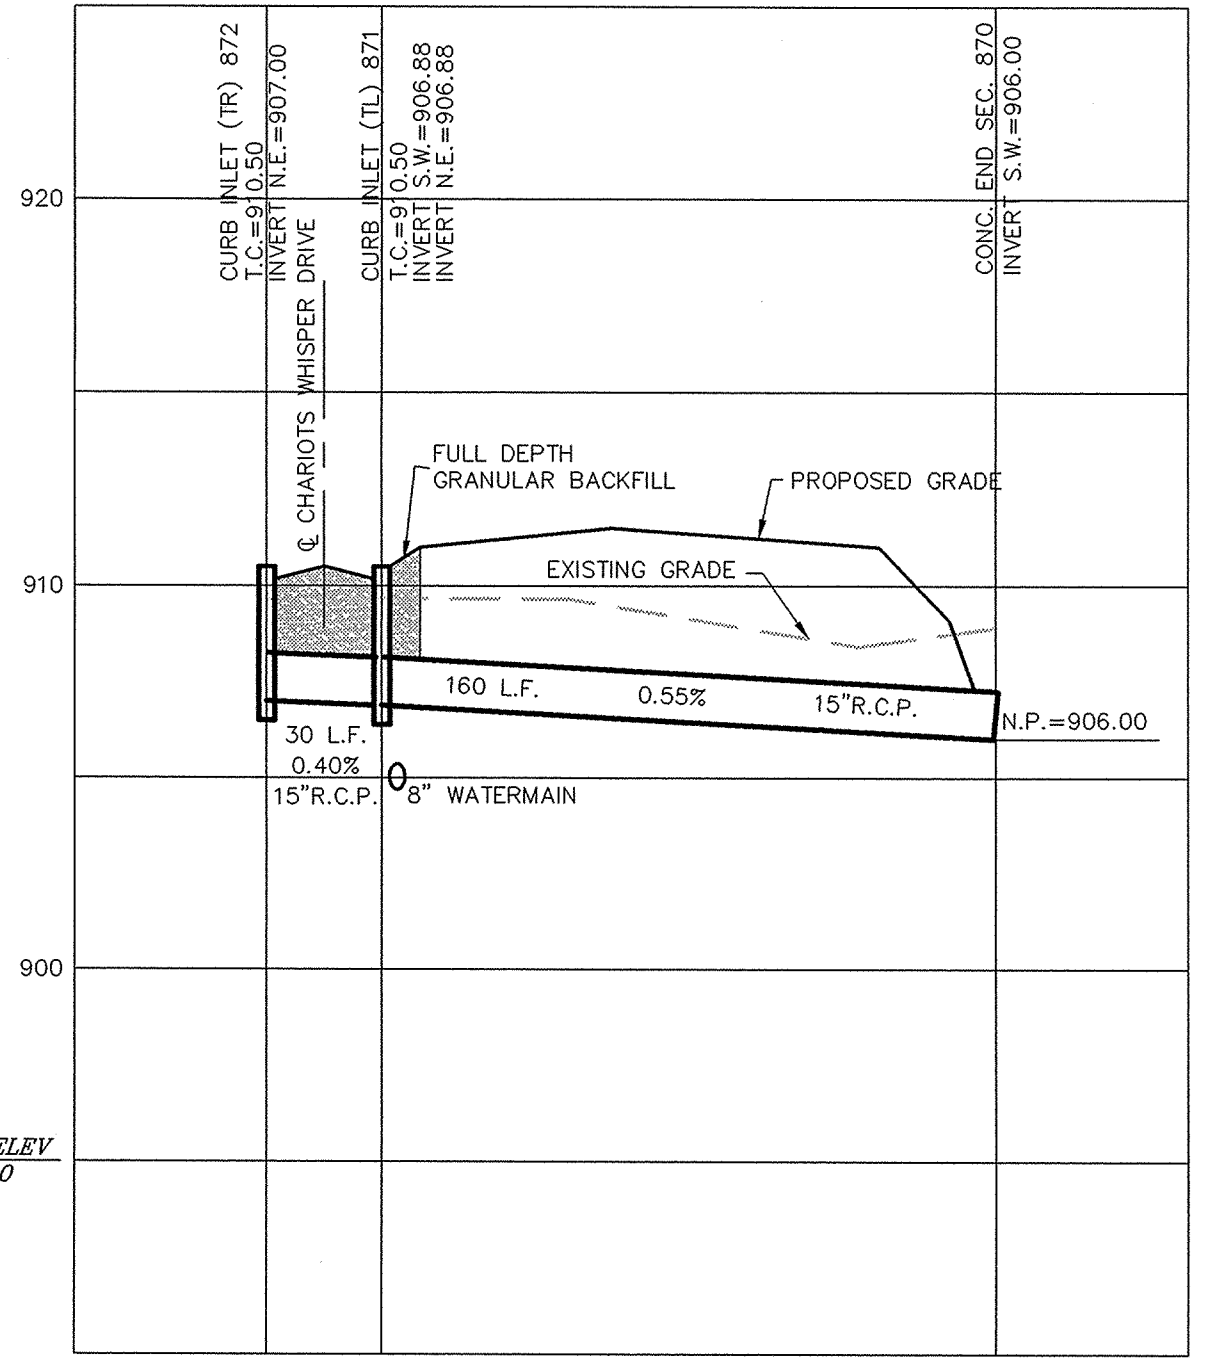 CURB INLET (TR) 872
T.C.=910.50
INVERT N.E.=907.00
℄ CHARIOTS WHISPER DRIVE
CURB INLET (TL) 871
T.C.=910.50
INVERT S.W.=906.88
INVERT N.E.=906.88
CONC. END SEC. 870
INVERT S.W.=906.00
920
FULL DEPTH
GRANULAR BACKFILL
PROPOSED GRADE
910
EXISTING GRADE
160 L.F.
0.55%
15"R.C.P.
N.P.=906.00
30 L.F.
0.40%
15"R.C.P.
8" WATERMAIN
900
ELEV
0